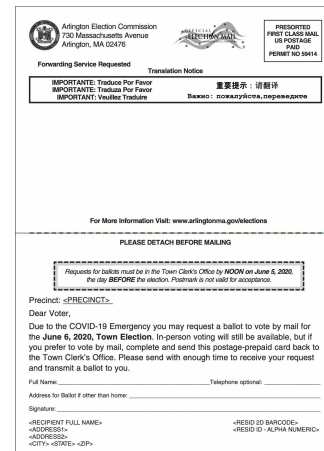 Arlington Election Commission
730 Massachusetts Avenue
Arlington, MA 02476
OFFICIAL
ELECTION MAIL
PRESORTED
FIRST CLASS MAIL
US POSTAGE
PAID
PERMIT NO 59414
Forwarding Service Requested
Translation Notice
IMPORTANTE: Traduce Por Favor
IMPORTANTE: Traduza Por Favor
IMPORTANT: Veuillez Traduire
重要提示：请翻译
Важно: пожалуйста,переведите
For More Information Visit: www.arlingtonma.gov/elections
PLEASE DETACH BEFORE MAILING
Requests for ballots must be in the Town Clerk's Office by NOON on June 5, 2020,
the day BEFORE the election. Postmark is not valid for acceptance.
Precinct: <PRECINCT>
Dear Voter,
Due to the COVID-19 Emergency you may request a ballot to vote by mail for
the June 6, 2020, Town Election. In-person voting will still be available, but if
you prefer to vote by mail, complete and send this postage-prepaid card back to
the Town Clerk's Office. Please send with enough time to receive your request
and transmit a ballot to you.
Full Name: Telephone optional:
Address for Ballot if other than home:
Signature:
<RECIPIENT FULL NAME> <RESID 2D BARCODE>
<ADDRESS1> <RESID ID - ALPHA NUMERIC>
<ADDRESS2>
<CITY> <STATE> <ZIP>